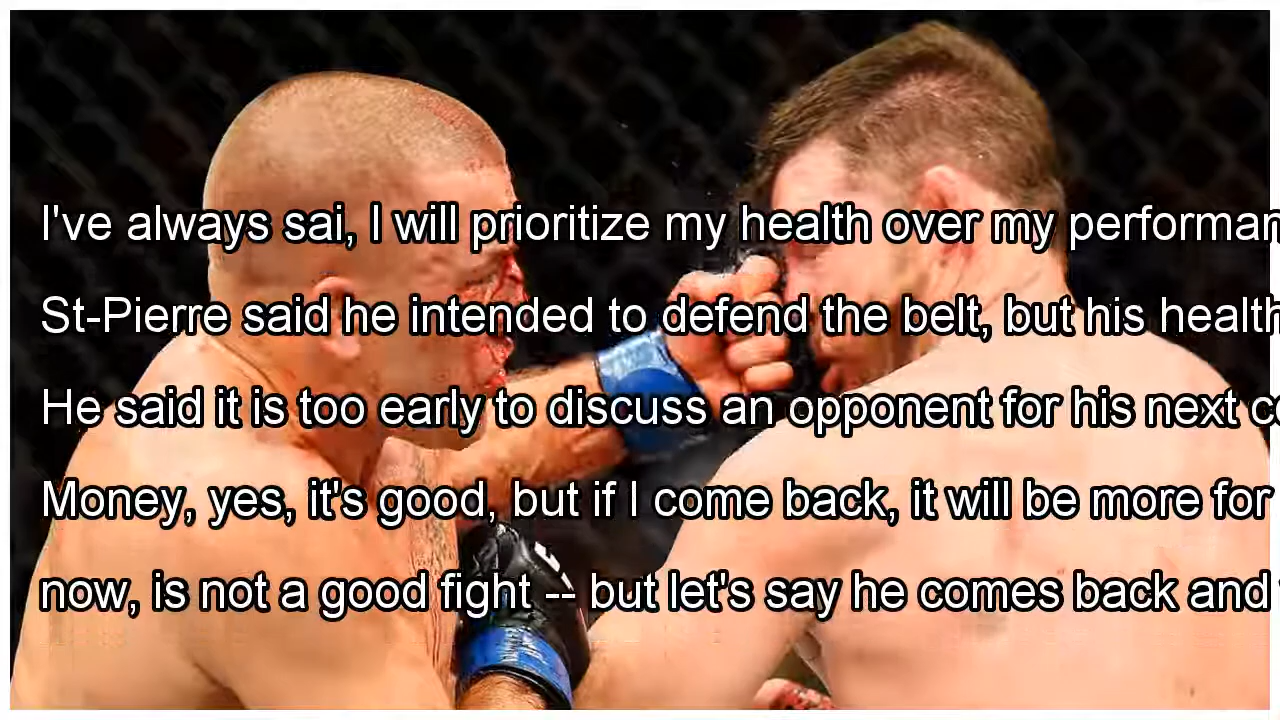 I've always sai, I will prioritize my health over my performan
St-Pierre said he intended to defend the belt, but his health
He said it is too early to discuss an opponent for his next co
Money, yes, it's good, but if I come back, it will be more for
now, is not a good fight -- but let's say he comes back and